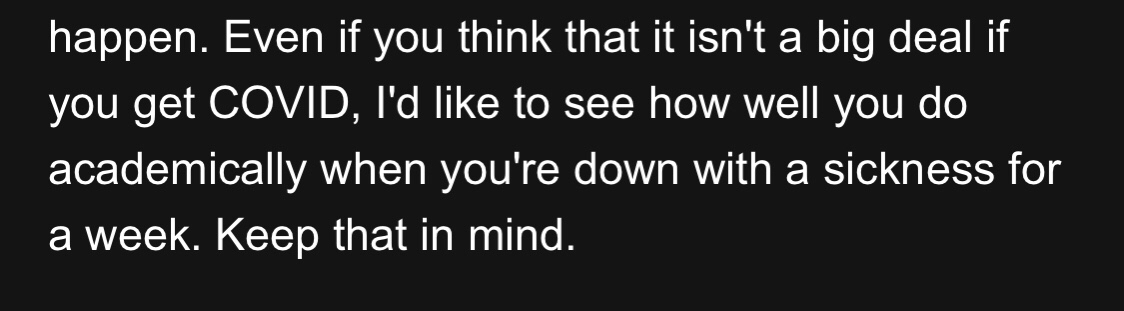 happen. Even if you think that it isn't a big deal if
you get COVID, I'd like to see how well you do
academically when you're down with a sickness for
a week. Keep that in mind.